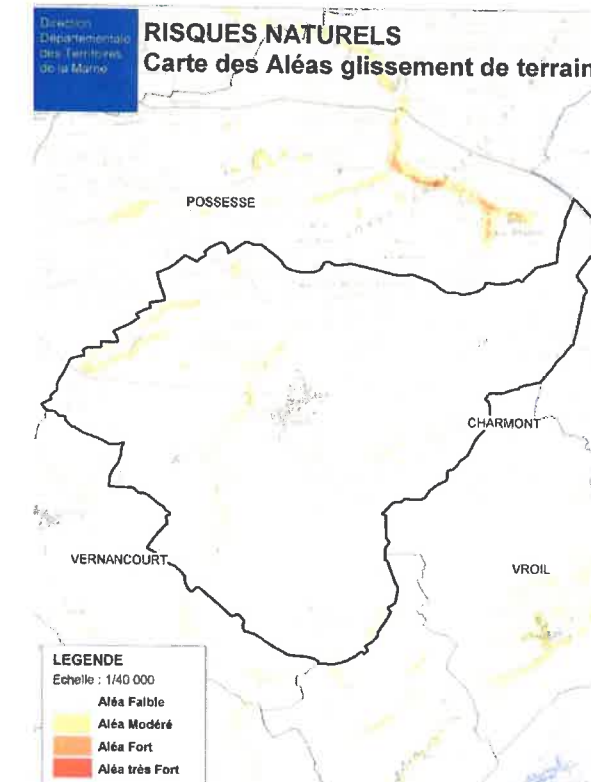 Direction
Départementale
des Territoires
de la Marne
RISQUES NATURELS
Carte des Aléas glissement de terrain
POSSESSE
CHARMONT
VERNANCOURT
VROIL
LEGENDE
Echelle : 1/40 000
Aléa Faible
Aléa Modéré
Aléa Fort
Aléa très Fort